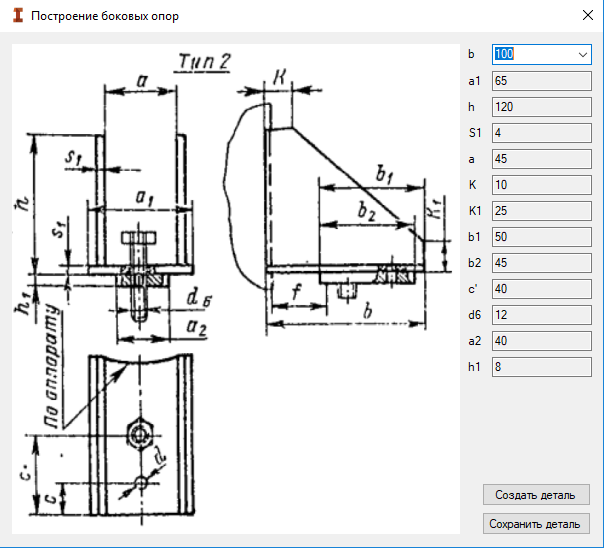 Построение боковых опор
Тип 2
a
K
h
s1
a1
s1
h1
dб
a2
По аппарату
c'
c
d
b1
b2
K1
f
b
b 100
a1 65
h 120
S1 4
a 45
K 10
K1 25
b1 50
b2 45
c' 40
d6 12
a2 40
h1 8
Создать деталь
Сохранить деталь